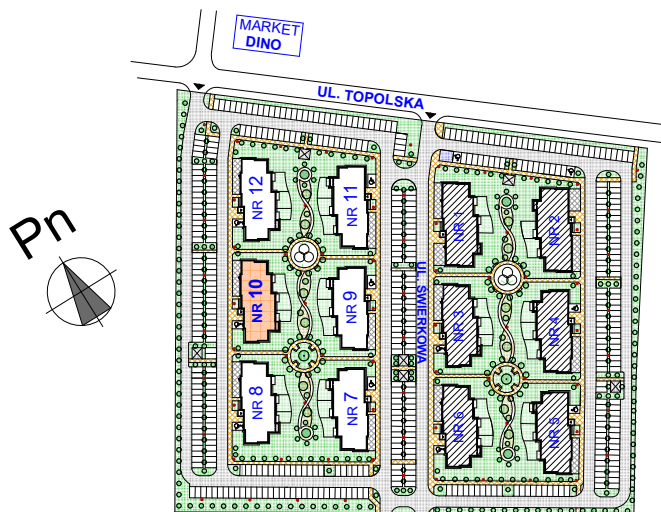 MARKET
DINO
UL. TOPOLSKA
Pn
NR 12
NR 11
NR 1
NR 2
NR 10
NR 9
UL. ŚWIERKOWA
NR 3
NR 4
NR 8
NR 7
NR 6
NR 5